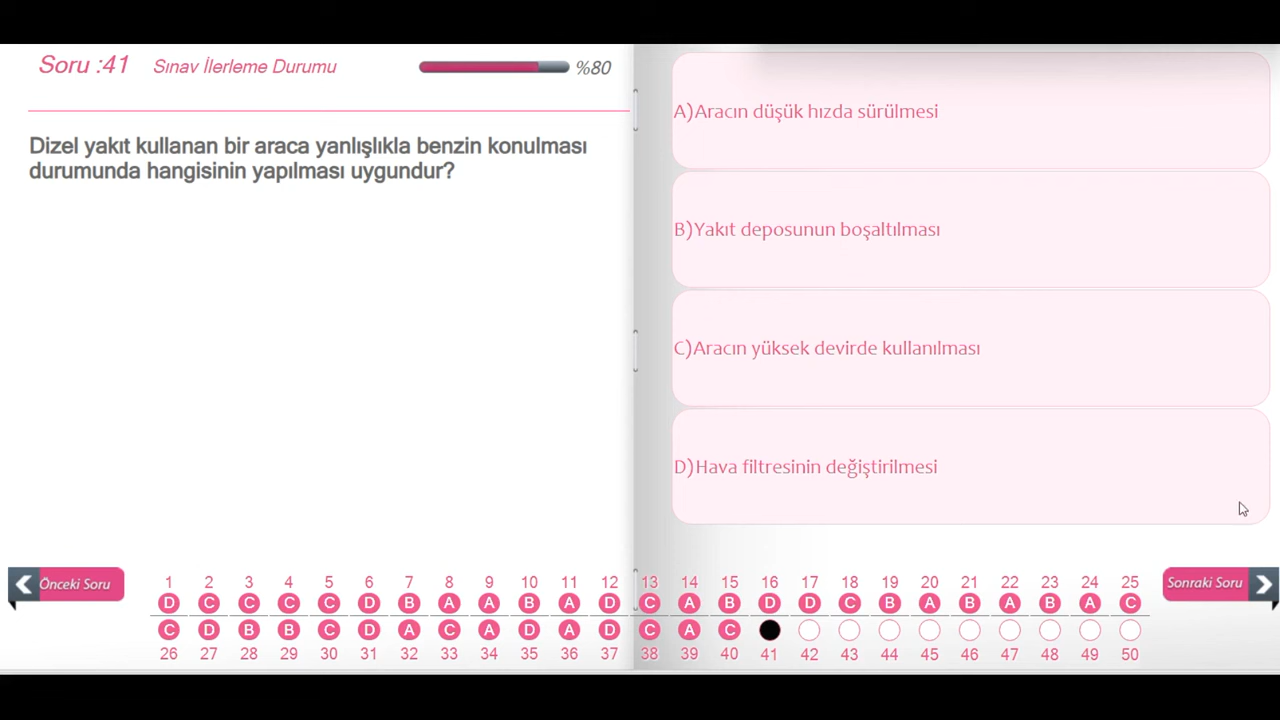 Soru :41 Sınav İlerleme Durumu %80
Dizel yakıt kullanan bir araca yanlışlıkla benzin konulması
durumunda hangisinin yapılması uygundur?
A)Aracın düşük hızda sürülmesi
B)Yakıt deposunun boşaltılması
C)Aracın yüksek devirde kullanılması
D)Hava filtresinin değiştirilmesi
Önceki Soru
1 2 3 4 5 6 7 8 9 10 11 12 13 14 15 16 17 18 19 20 21 22 23 24 25
D C C C C D B A A B A D C A B D D C B A B A B A C
C D B B C D A C A D A D C A C
26 27 28 29 30 31 32 33 34 35 36 37 38 39 40 41 42 43 44 45 46 47 48 49 50
Sonraki Soru